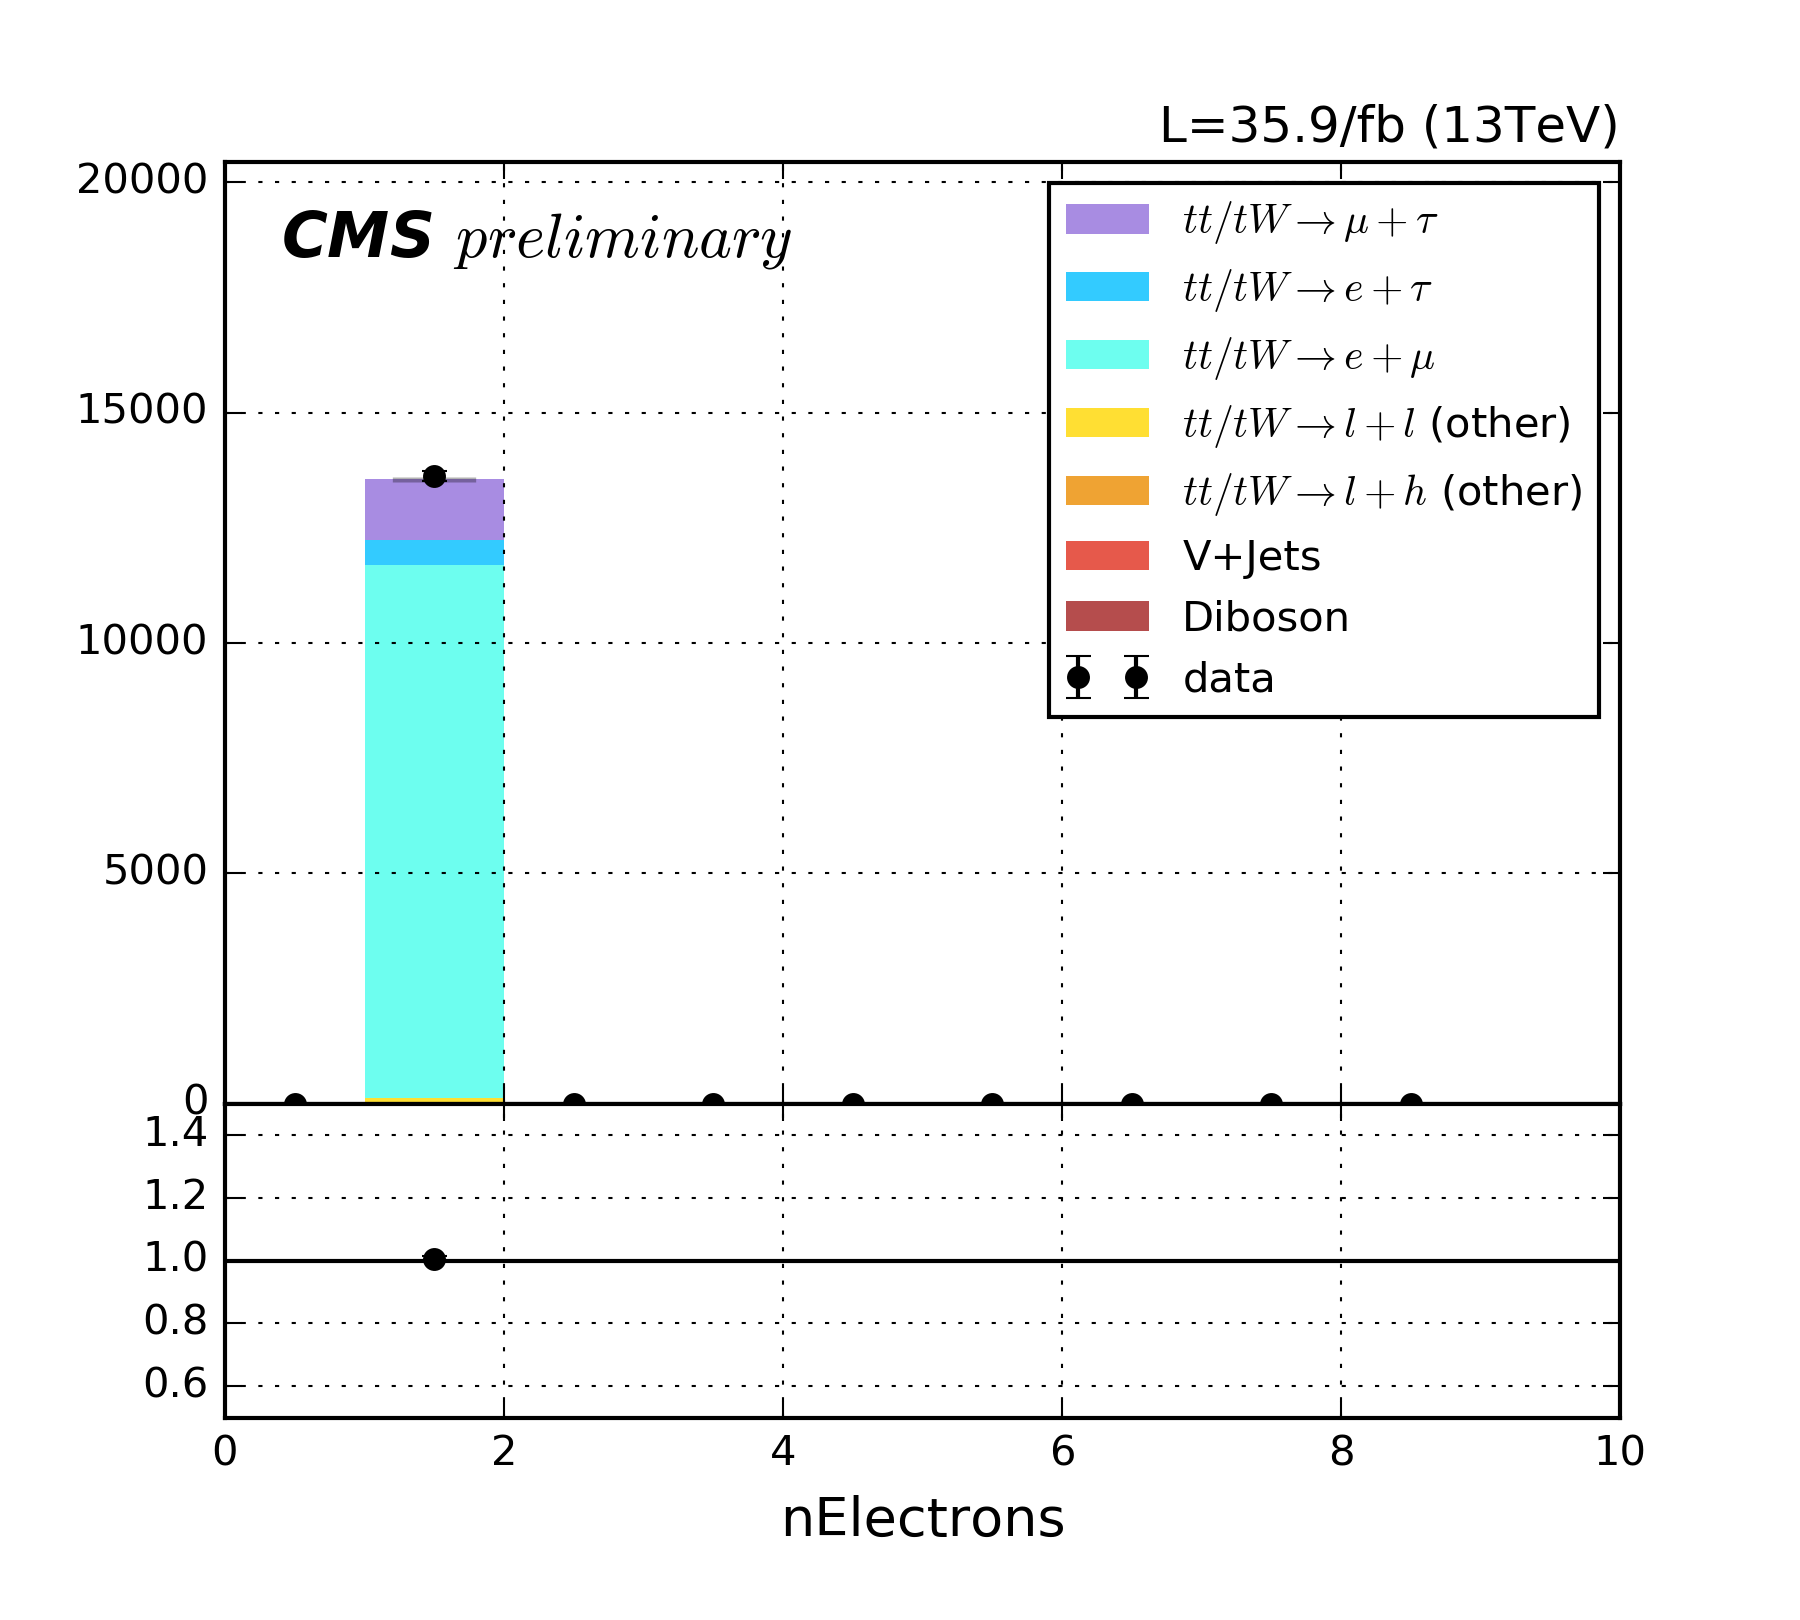 L=35.9/fb (13TeV)
20000
CMS preliminary
tt/tW → μ + τ
tt/tW → e + τ
tt/tW → e + μ
tt/tW → l + l (other)
tt/tW → l + h (other)
V+Jets
Diboson
data
15000
10000
5000
0
1.4
1.2
1.0
0.8
0.6
0 2 4 6 8 10
nElectrons